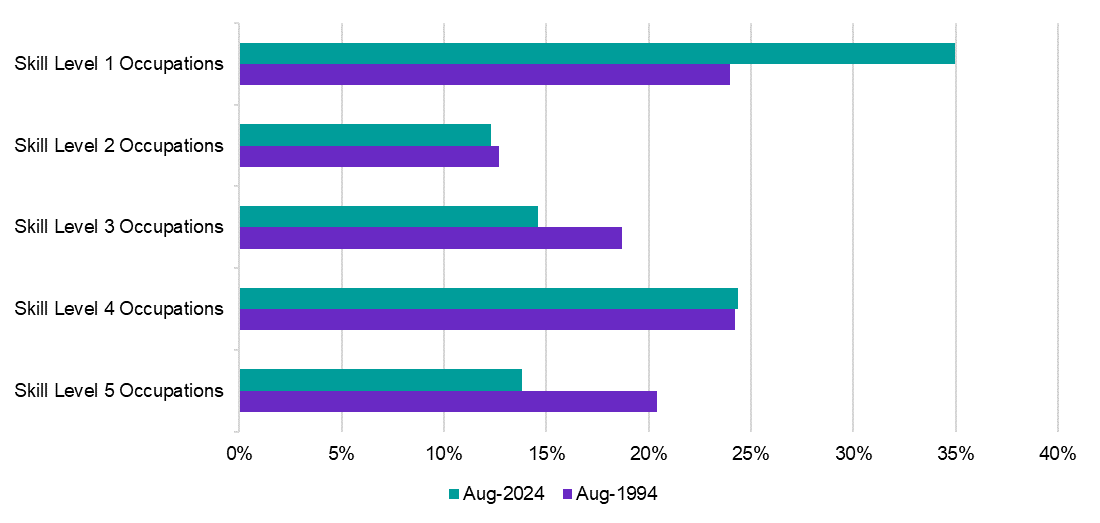 Skill Level 1 Occupations
Skill Level 2 Occupations
Skill Level 3 Occupations
Skill Level 4 Occupations
Skill Level 5 Occupations
0% 5% 10% 15% 20% 25% 30% 35% 40%
Aug-2024 Aug-1994